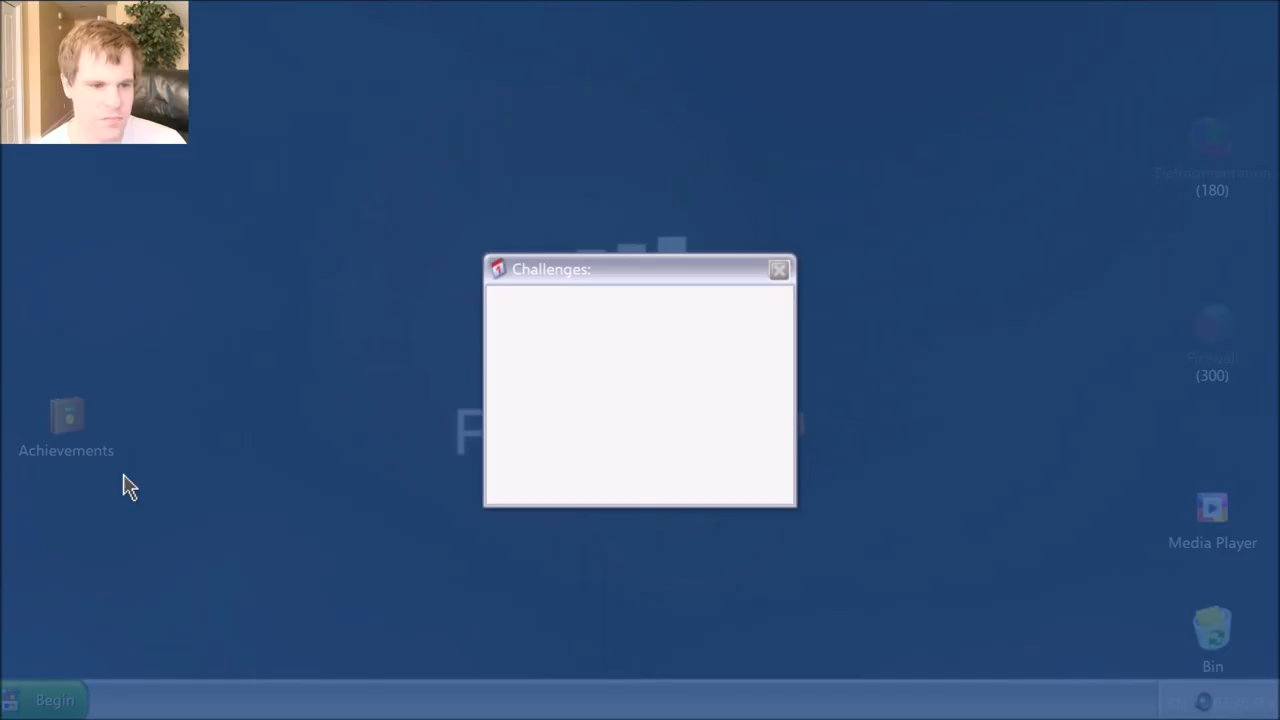 Challenges:
(180)
(300)
Achievements
Media Player
Bin
Begin